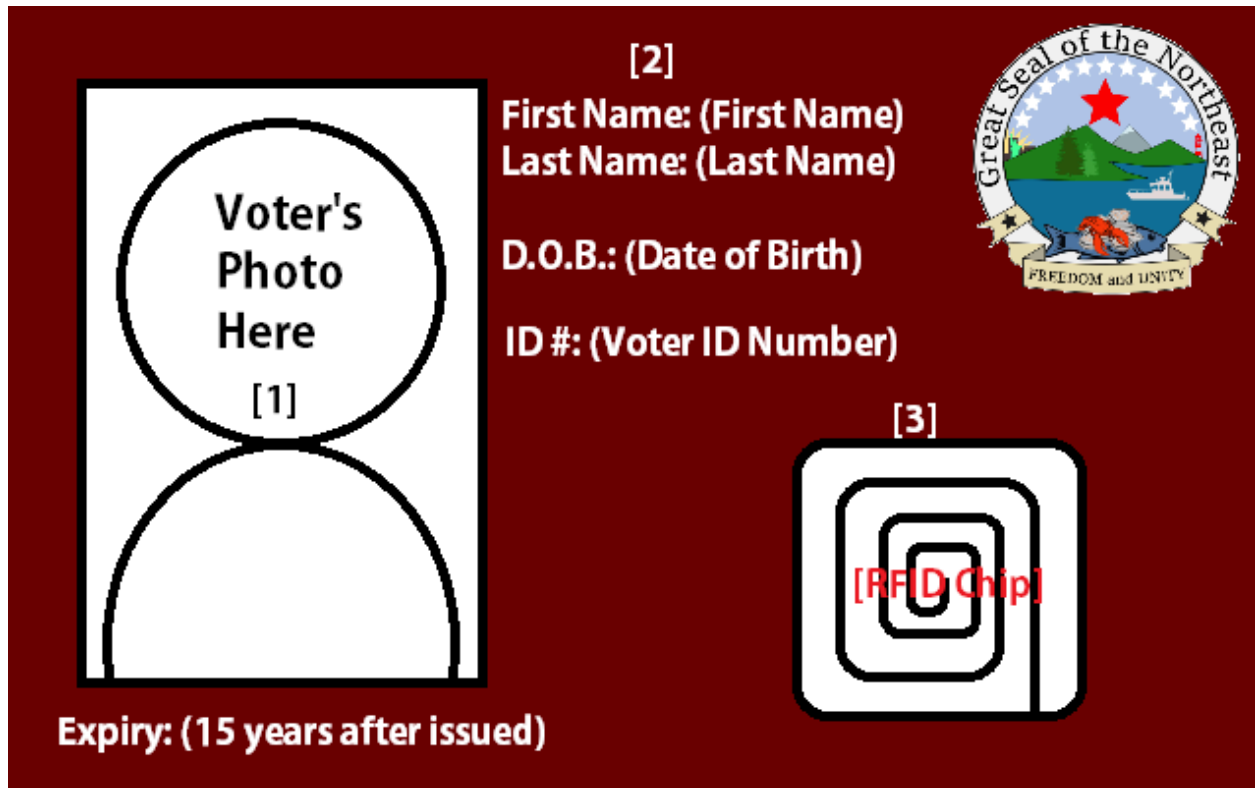 [2]
First Name: (First Name)
Last Name: (Last Name)
D.O.B.: (Date of Birth)
ID #: (Voter ID Number)
Great Seal of the Northeast
FREEDOM and UNITY
Voter's
Photo
Here
[1]
[3]
[RFID Chip]
Expiry: (15 years after issued)